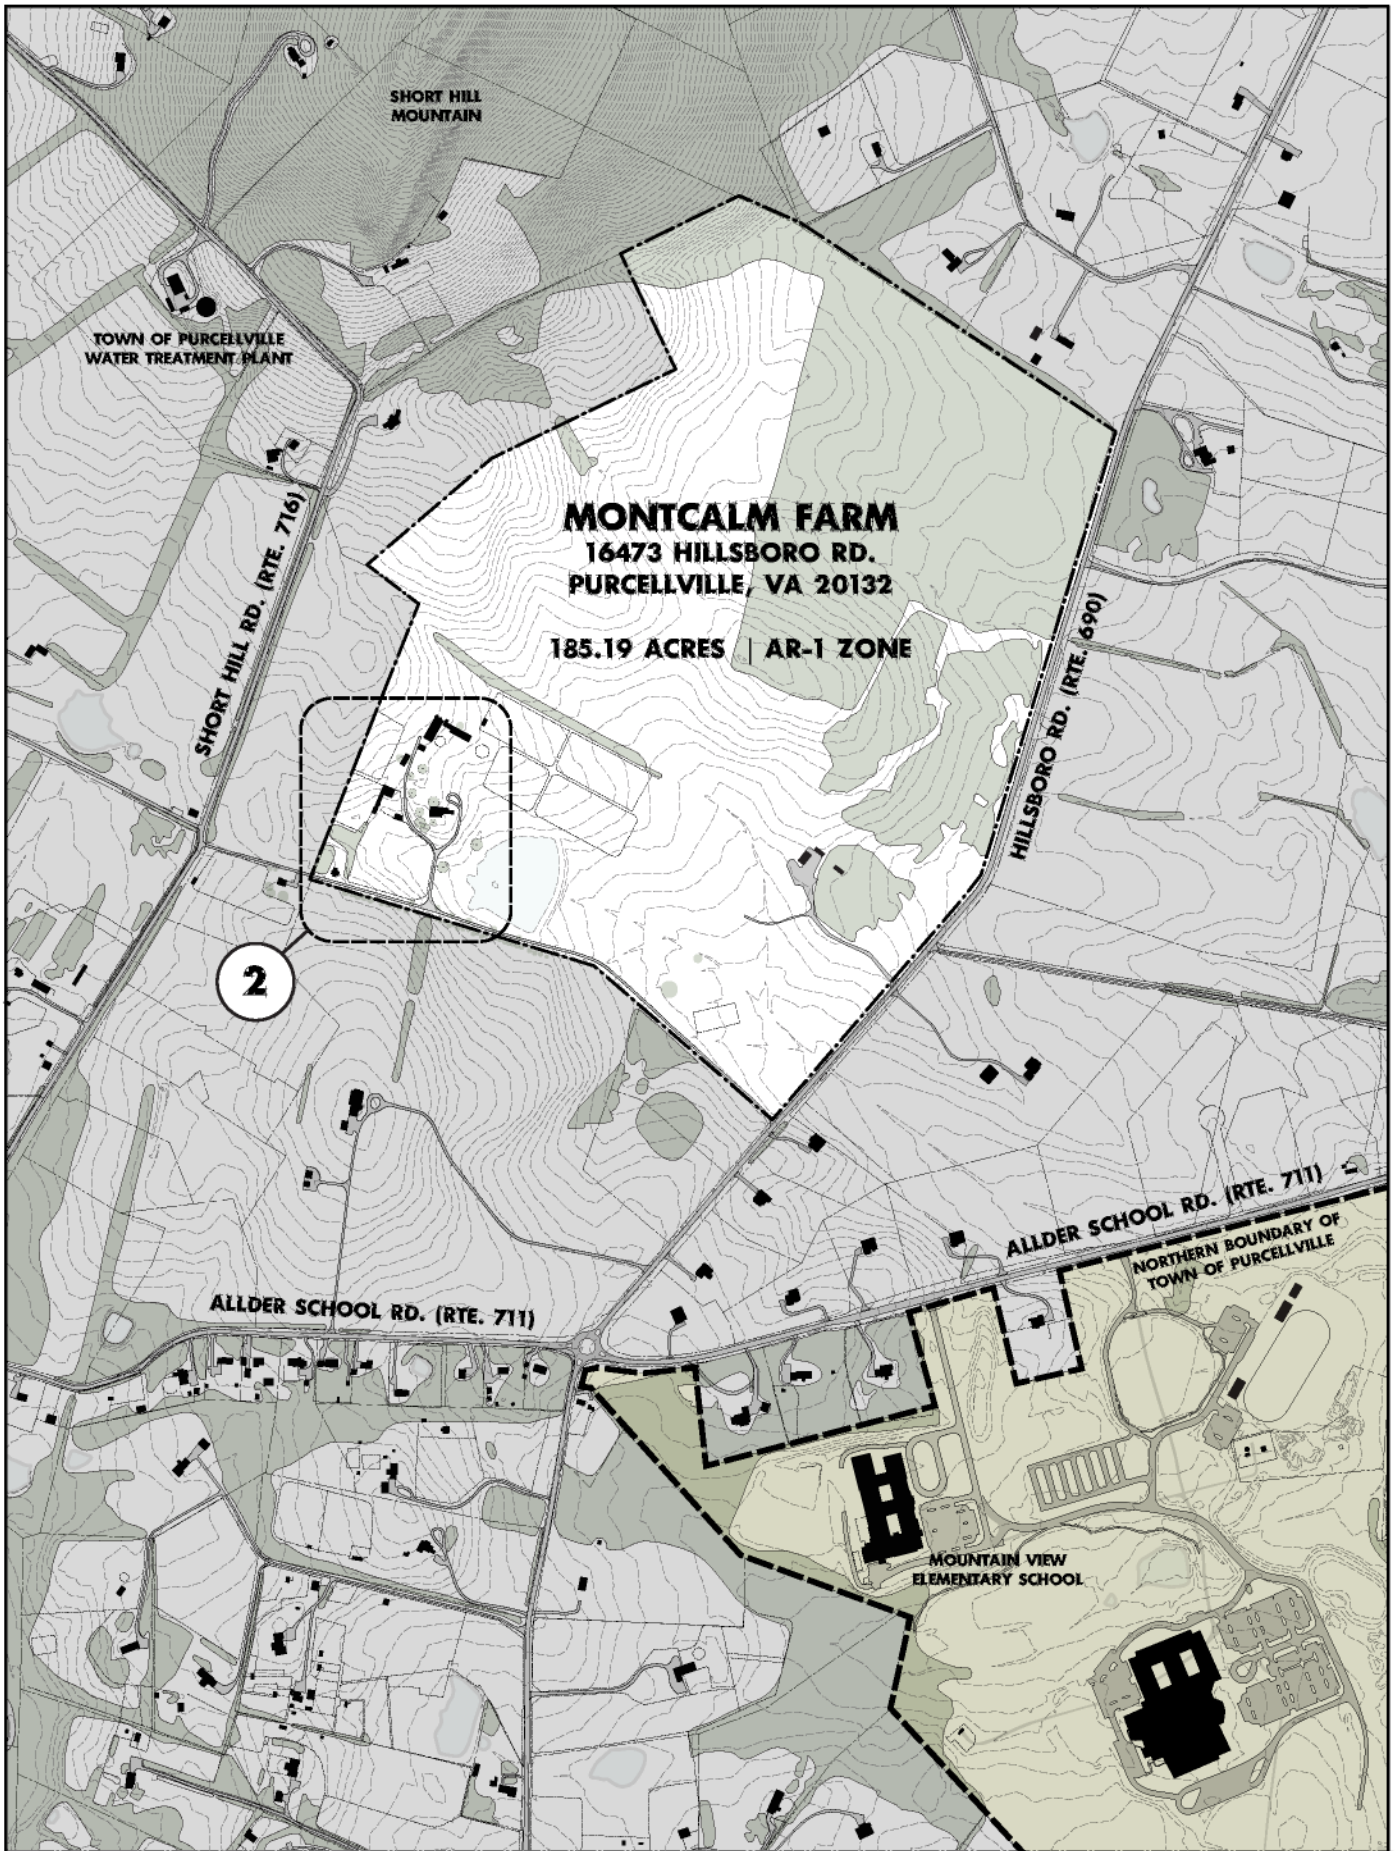 SHORT HILL
MOUNTAIN
TOWN OF PURCELLVILLE
WATER TREATMENT PLANT
MONTCALM FARM
16473 HILLSBORO RD.
PURCELLVILLE, VA 20132
185.19 ACRES | AR-1 ZONE
SHORT HILL RD. (RTE. 716)
HILLSBORO RD. (RTE. 690)
2
ALLDER SCHOOL RD. (RTE. 711)
NORTHERN BOUNDARY OF
TOWN OF PURCELLVILLE
ALLDER SCHOOL RD. (RTE. 711)
MOUNTAIN VIEW
ELEMENTARY SCHOOL